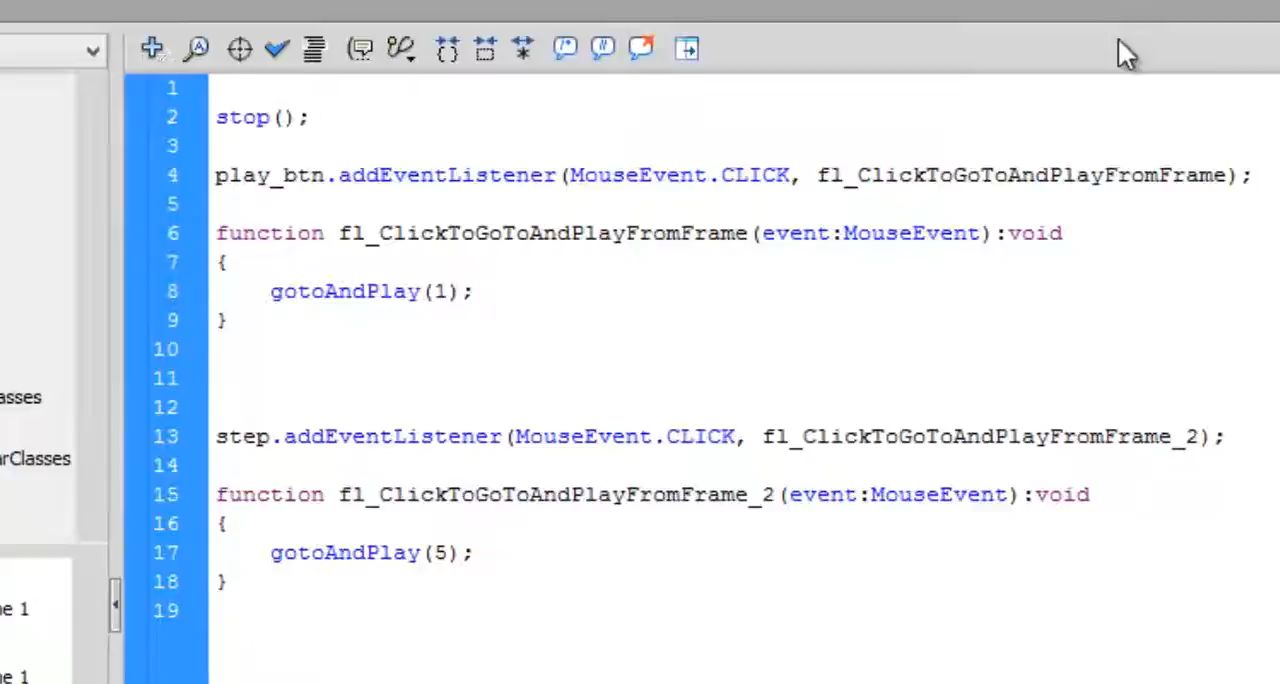 1
2 stop();
3
4 play_btn.addEventListener(MouseEvent.CLICK, fl_ClickToGoToAndPlayFromFrame);
5
6 function fl_ClickToGoToAndPlayFromFrame(event:MouseEvent):void
7 {
8 gotoAndPlay(1);
9 }
10
11
asses
12
13 step.addEventListener(MouseEvent.CLICK, fl_ClickToGoToAndPlayFromFrame_2);
rClasses
14
15 function fl_ClickToGoToAndPlayFromFrame_2(event:MouseEvent):void
16 {
17 gotoAndPlay(5);
18 }
19
ne 1
ne 1